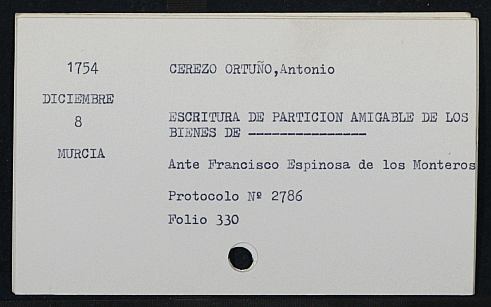 1754
DICIEMBRE
8
MURCIA
CEREZO ORTUÑO,Antonio
ESCRITURA DE PARTICION AMIGABLE DE LOS
BIENES DE ---------------
Ante Francisco Espinosa de los Monteros
Protocolo Nº 2786
Folio 330